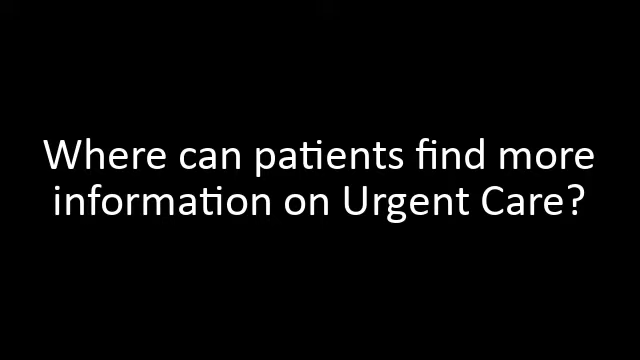 Where can patients find more
information on Urgent Care?